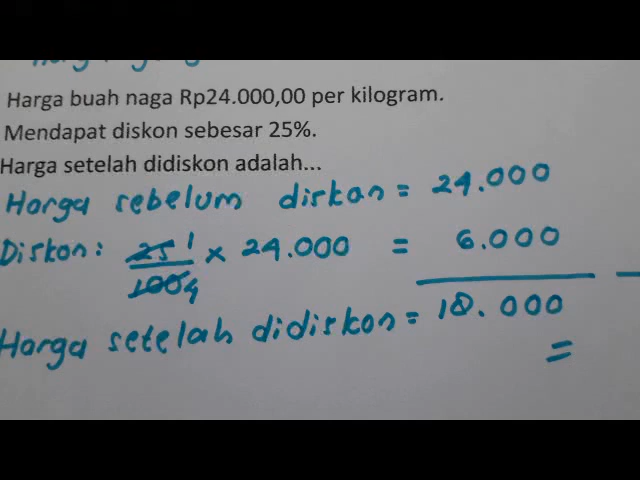 Harga buah naga Rp24.000,00 per kilogram.
Mendapat diskon sebesar 25%.
Harga setelah didiskon adalah...
Harga sebelum diskon = 24.000
Diskon: 25 1 / 100 4 x 24.000 = 6.000
Harga setelah didiskon = 18.000
=